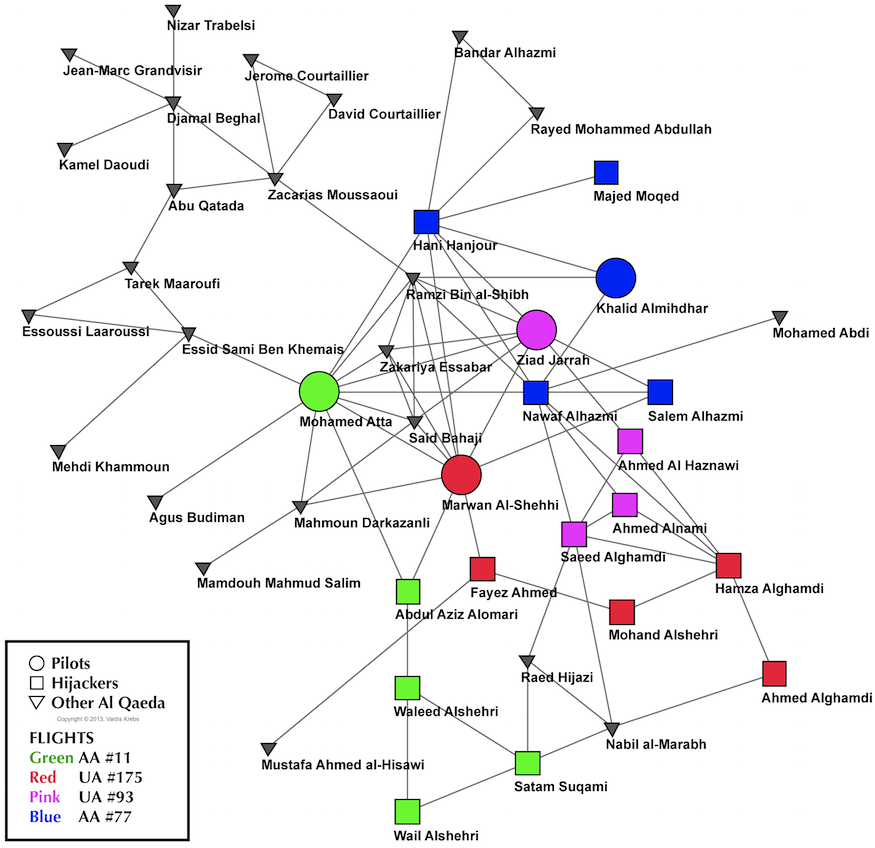 Nizar Trabelsi
Bandar Alhazmi
Jean-Marc Grandvisir
Jerome Courtaillier
Djamal Beghal
David Courtaillier
Rayed Mohammed Abdullah
Kamel Daoudi
Zacarias Moussaoui
Majed Moqed
Abu Qatada
Hani Hanjour
Tarek Maaroufi
Ramzi Bin al-Shibh
Khalid Almihdhar
Essoussi Laaroussi
Mohamed Abdi
Essid Sami Ben Khemais
Ziad Jarrah
Zakariya Essabar
Mohamed Atta
Nawaf Alhazmi
Salem Alhazmi
Said Bahaji
Mehdi Khammoun
Ahmed Al Haznawi
Marwan Al-Shehhi
Agus Budiman
Mahmoun Darkazanli
Ahmed Alnami
Saeed Alghamdi
Mamdouh Mahmud Salim
Hamza Alghamdi
Fayez Ahmed
Abdul Aziz Alomari
Mohand Alshehri
Raed Hijazi
Ahmed Alghamdi
Waleed Alshehri
Nabil al-Marabh
Mustafa Ahmed al-Hisawi
Satam Suqami
Wail Alshehri
Pilots
Hijackers
Other Al Qaeda
Copyright © 2013, Valdis Krebs
FLIGHTS
Green AA #11
Red UA #175
Pink UA #93
Blue AA #77